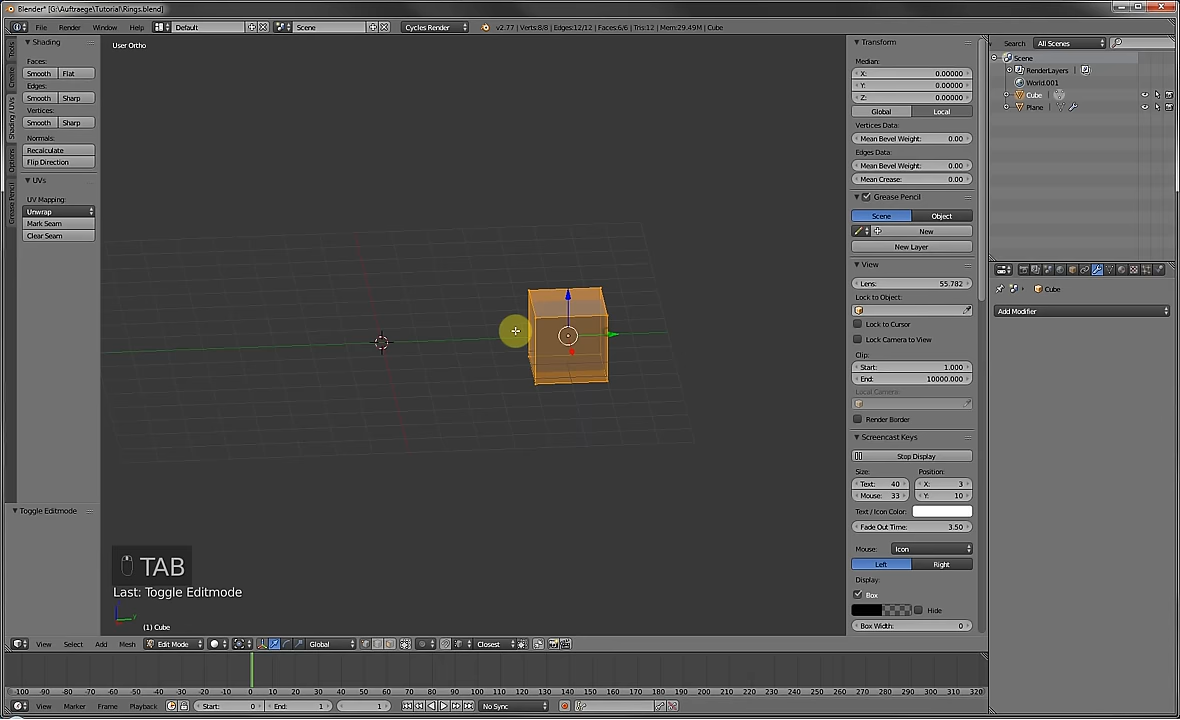 Blender* [G:\Auftraege\Tutorial\Rings.blend]
File Render Window Help Default Scene Cycles Render v2.77 | Verts:8/8 | Edges:12/12 | Faces:6/6 | Tris:12 | Mem:29.49M | Cube
Tools
Create
Shading / UVs
Options
Grease Pencil
Shading
Faces:
Smooth Flat
Edges:
Smooth Sharp
Vertices:
Smooth Sharp
Normals:
Recalculate
Flip Direction
UVs
UV Mapping:
Unwrap
Mark Seam
Clear Seam
Toggle Editmode
User Ortho
TAB
Last: Toggle Editmode
(1) Cube
Transform
Median:
X: 0.00000
Y: 0.00000
Z: 0.00000
Global Local
Vertices Data:
Mean Bevel Weight: 0.00
Edges Data:
Mean Bevel Weight: 0.00
Mean Crease: 0.00
Grease Pencil
Scene Object
New
New Layer
View
Lens: 55.782
Lock to Object:
Lock to Cursor
Lock Camera to View
Clip:
Start: 1.000
End: 10000.000
Local Camera:
Render Border
Screencast Keys
Stop Display
Size: Position:
Text: 40 X: 3
Mouse: 33 Y: 10
Text / Icon Color:
Fade Out Time: 3.50
Mouse: Icon
Left Right
Display:
Box
Hide
Box Width: 0
View Search All Scenes
Scene
RenderLayers
World.001
Cube
Plane
Cube
Add Modifier
View Select Add Mesh Edit Mode Global Closest
-100 -90 -80 -70 -60 -50 -40 -30 -20 -10 0 10 20 30 40 50 60 70 80 90 100 110 120 130 140 150 160 170 180 190 200 210 220 230 240 250 260 270 280 290 300 310 320
View Marker Frame Playback Start: 0 End: 1 1 No Sync